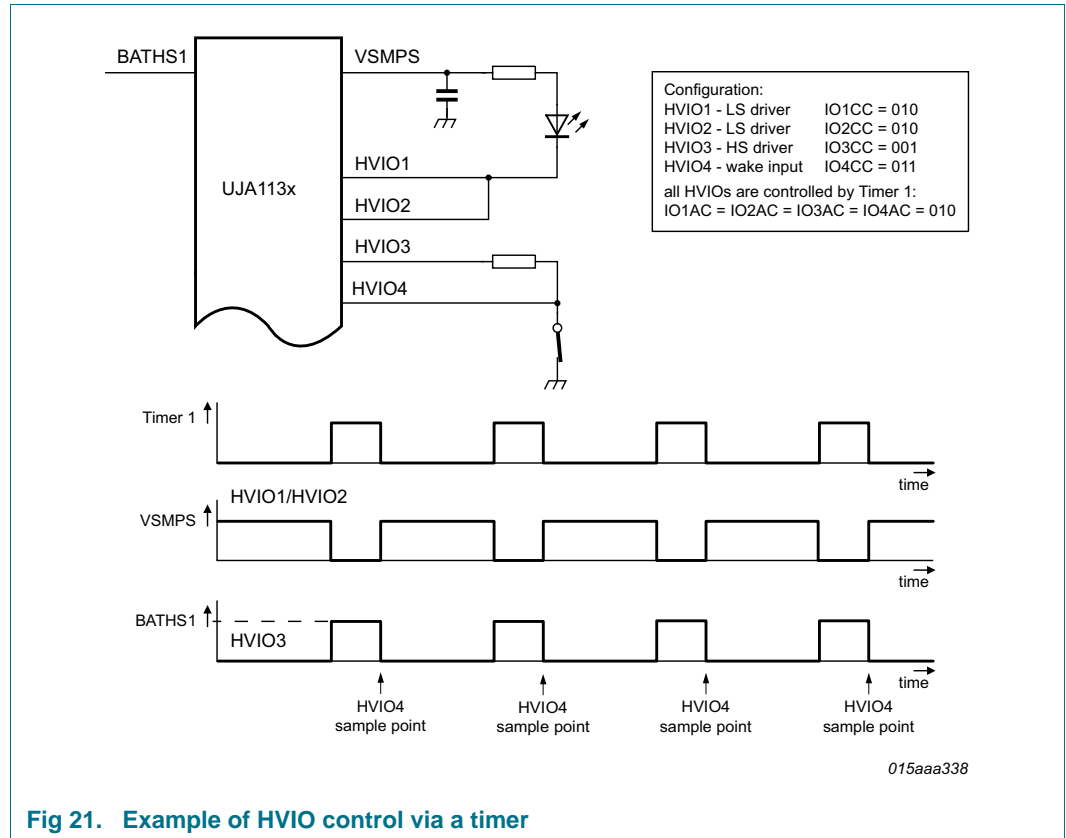 BATHS1
VSMPS
UJA113x
HVIO1
HVIO2
HVIO3
HVIO4
Configuration:
HVIO1 - LS driver IO1CC = 010
HVIO2 - LS driver IO2CC = 010
HVIO3 - HS driver IO3CC = 001
HVIO4 - wake input IO4CC = 011
all HVIOs are controlled by Timer 1:
IO1AC = IO2AC = IO3AC = IO4AC = 010
Timer 1
time
HVIO1/HVIO2
VSMPS
time
BATHS1
HVIO3
time
HVIO4
sample point
HVIO4
sample point
HVIO4
sample point
HVIO4
sample point
015aaa338
Fig 21. Example of HVIO control via a timer